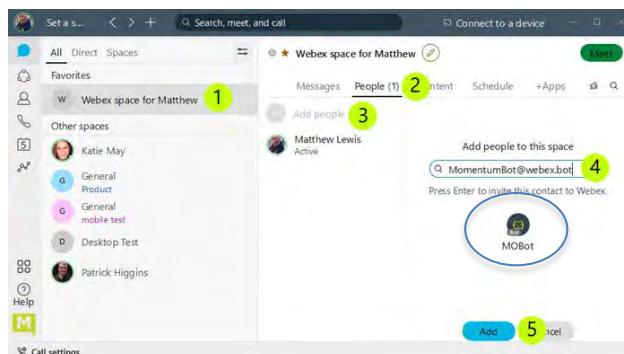 Set a s...
Search, meet, and call
Connect to a device
All Direct Spaces
Favorites
W Webex space for Matthew 1
Other spaces
Katie May
G General
Product
G General
mobile test
D Desktop Test
Patrick Higgins
Help
M
Call settings
Webex space for Matthew
Meet
Messages People (1) 2 ntent Schedule +Apps
Add people 3
Matthew Lewis
Active
Add people to this space
MomentumBot@webex.bot 4
Press Enter to invite this contact to Webex.
Bot
MOBot
Add 5 ncel
5